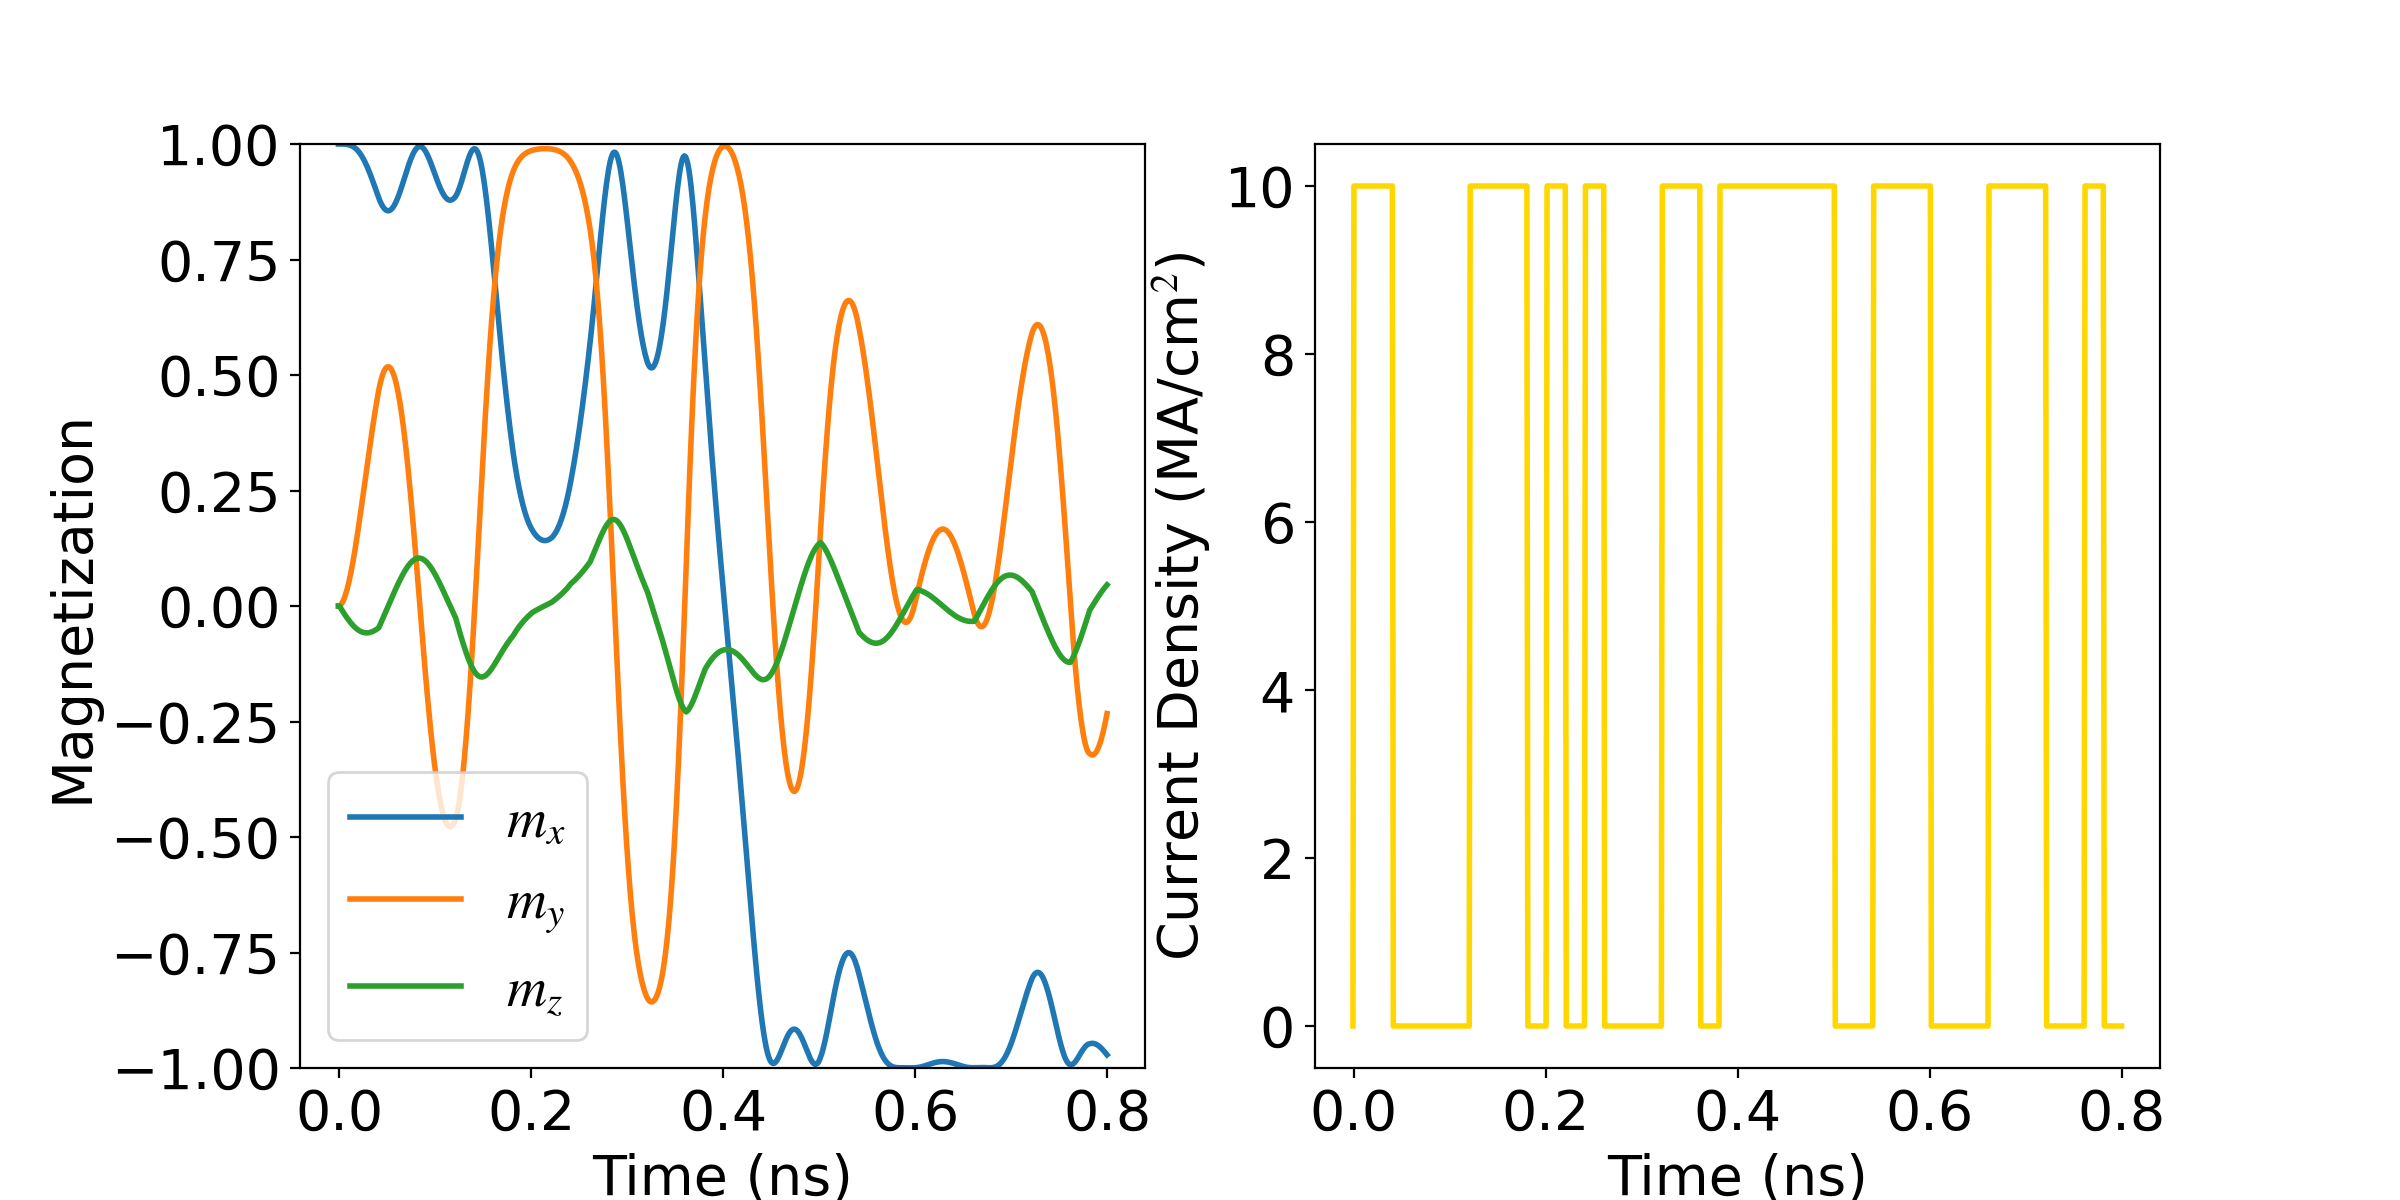 1.00
0.75
0.50
0.25
0.00
−0.25
−0.50
−0.75
−1.00
Magnetization
m_x
m_y
m_z
0.0 0.2 0.4 0.6 0.8
Time (ns)
10
8
6
4
2
0
Current Density (MA/cm²)
0.0 0.2 0.4 0.6 0.8
Time (ns)